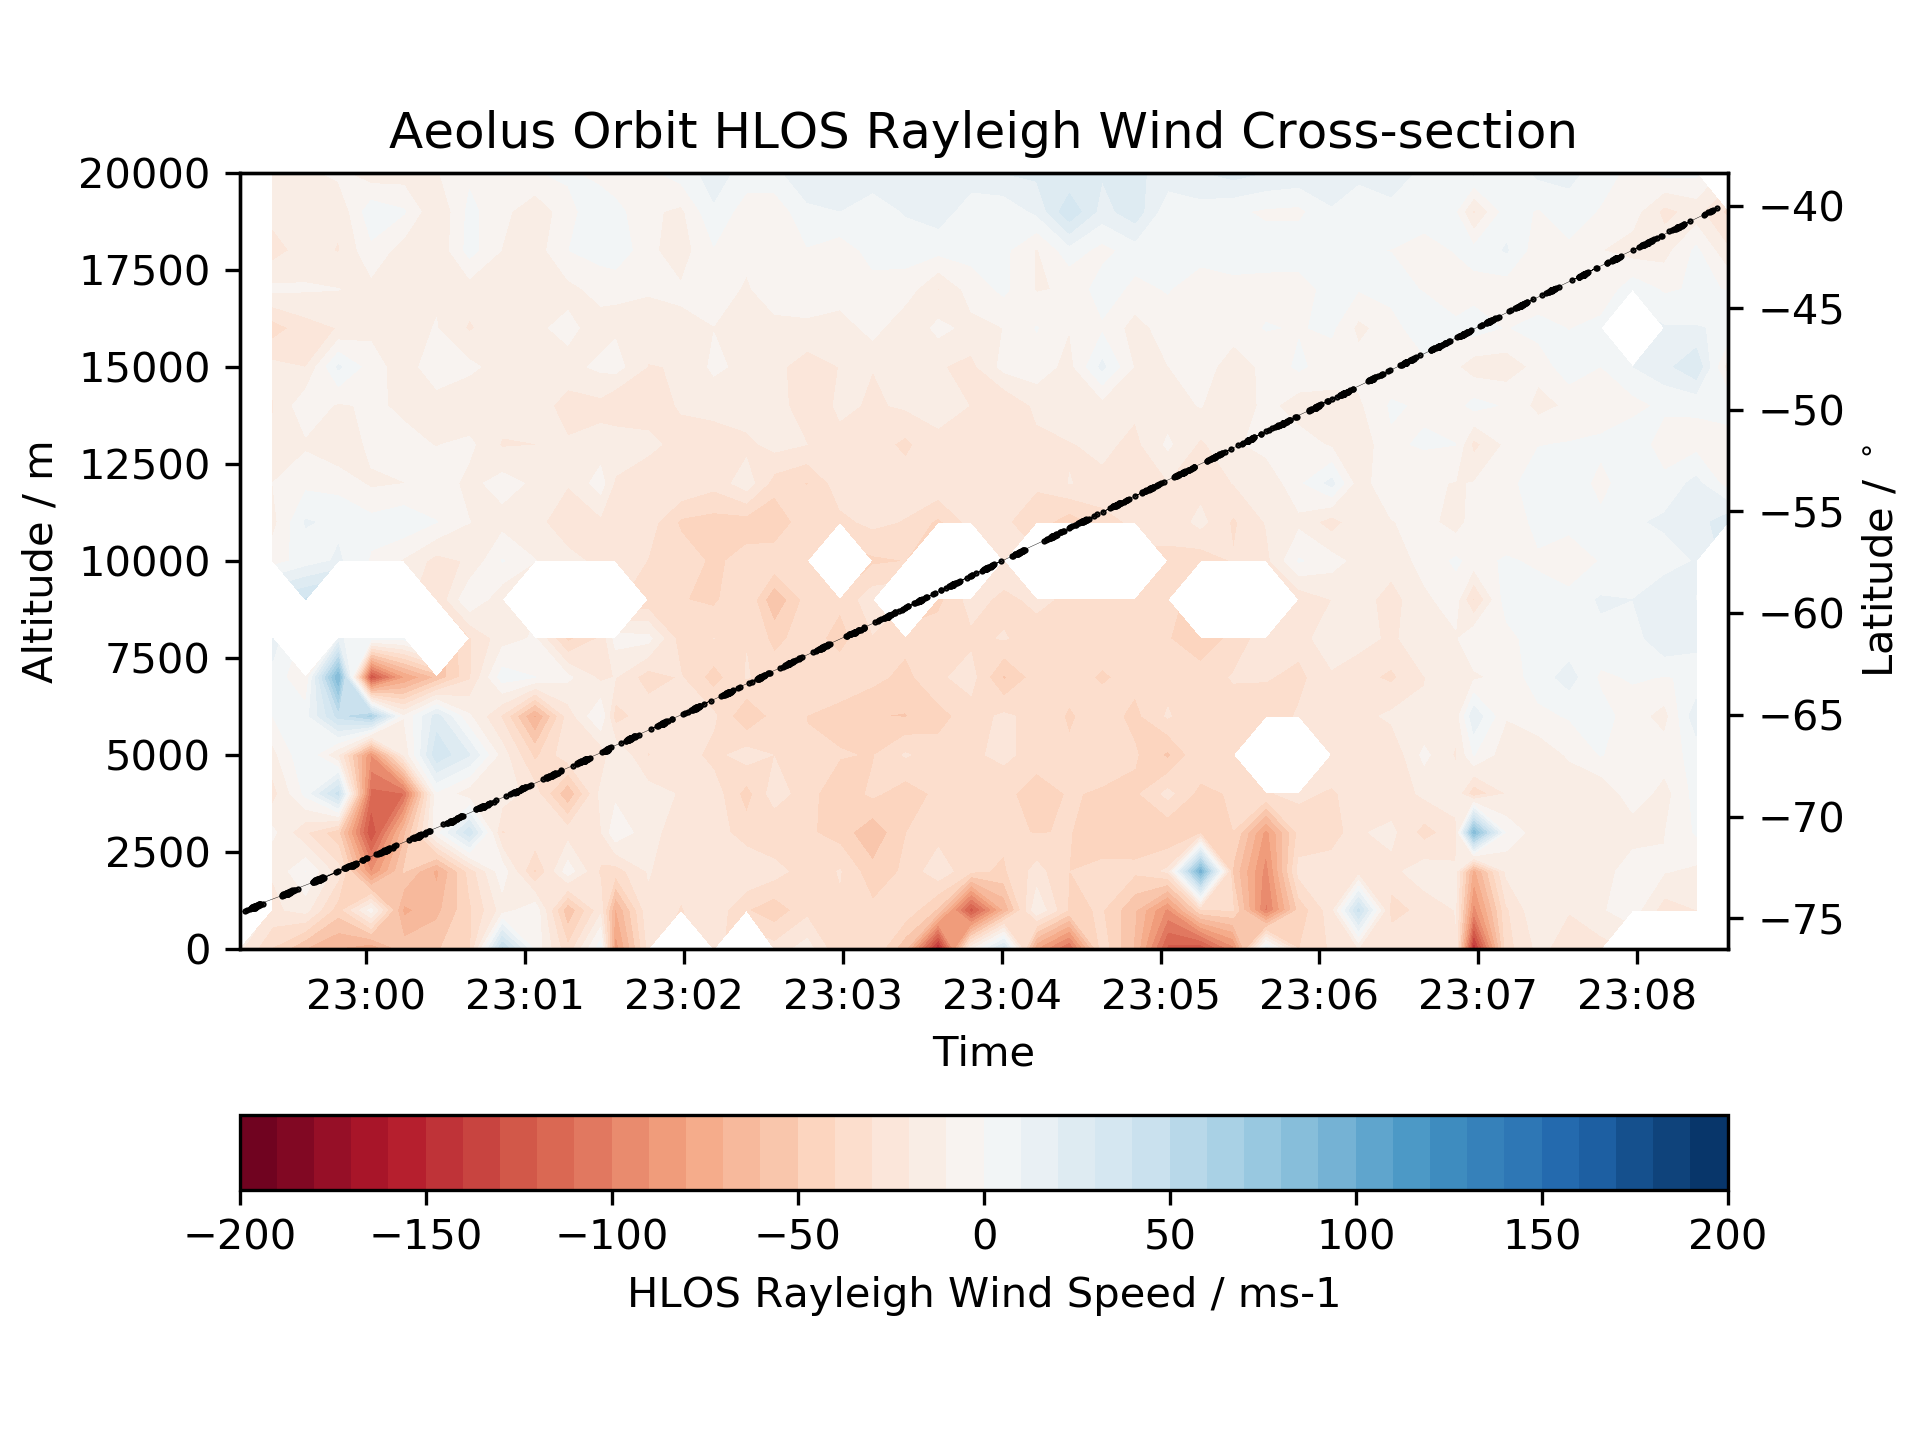 Aeolus Orbit HLOS Rayleigh Wind Cross-section
20000
17500
15000
12500
10000
7500
5000
2500
0
Altitude / m
−40
−45
−50
−55
−60
−65
−70
−75
Latitude / °
23:00 23:01 23:02 23:03 23:04 23:05 23:06 23:07 23:08
Time
−200 −150 −100 −50 0 50 100 150 200
HLOS Rayleigh Wind Speed / ms-1